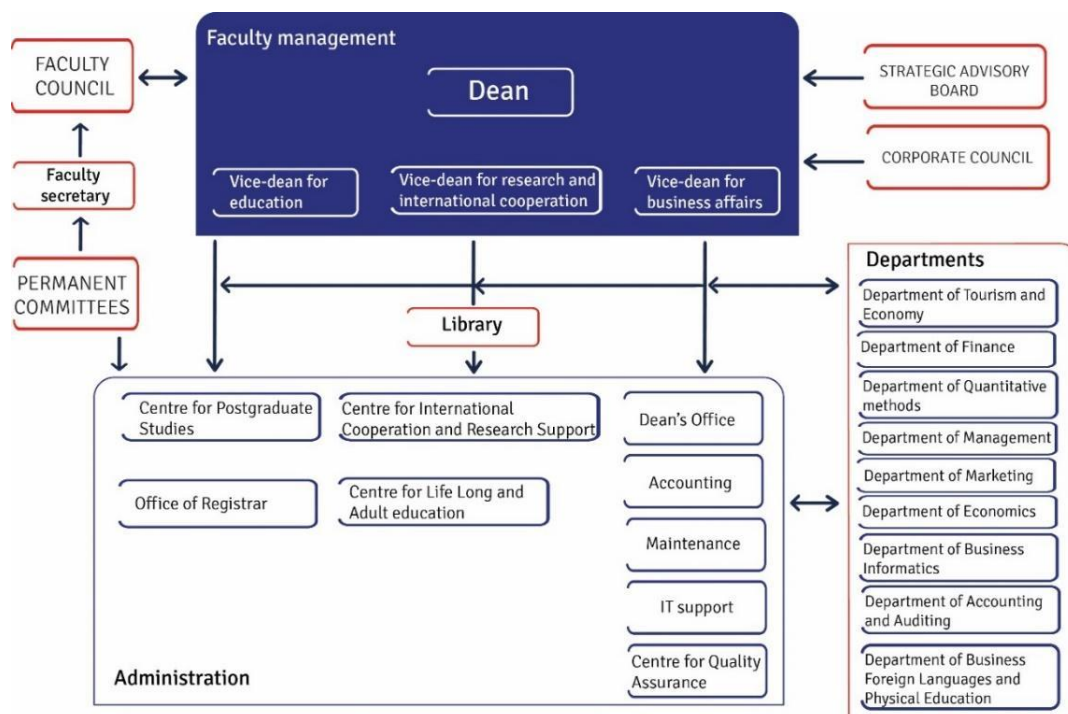 Faculty management
Dean
Vice-dean for
education
Vice-dean for research and
international cooperation
Vice-dean for
business affairs
FACULTY
COUNCIL
Faculty
secretary
PERMANENT
COMMITTEES
STRATEGIC ADVISORY
BOARD
CORPORATE COUNCIL
Library
Centre for Postgraduate
Studies
Centre for International
Cooperation and Research Support
Dean's Office
Office of Registrar
Centre for Life Long and
Adult education
Accounting
Maintenance
IT support
Centre for Quality
Assurance
Administration
Departments
Department of Tourism and
Economy
Department of Finance
Department of Quantitative
methods
Department of Management
Department of Marketing
Department of Economics
Department of Business
Informatics
Department of Accounting
and Auditing
Department of Business
Foreign Languages and
Physical Education